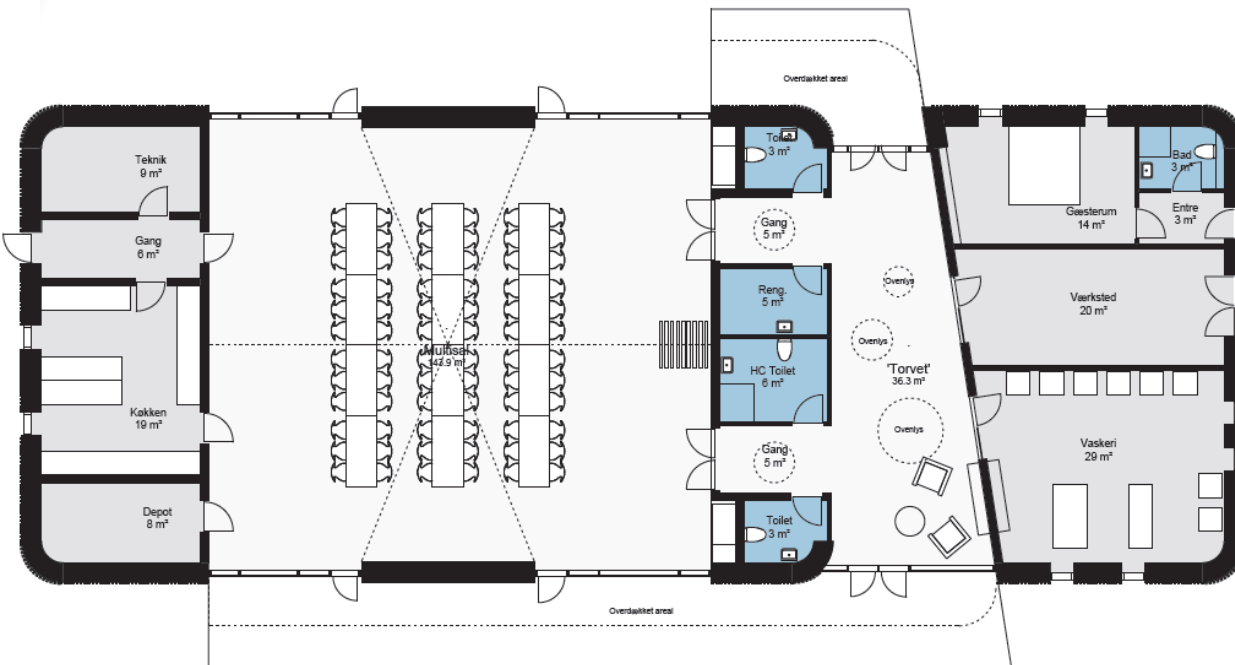 Overdækket areal
Teknik
9 m²
Gang
6 m²
Køkken
19 m²
Depot
8 m²
Multisal
143.9 m²
Toilet
3 m²
Gang
5 m²
Reng.
5 m²
HC Toilet
6 m²
Gang
5 m²
Toilet
3 m²
Ovenlys
Ovenlys
'Torvet'
36.3 m²
Ovenlys
Bad
3 m²
Gæsterum
14 m²
Entre
3 m²
Værksted
20 m²
Vaskeri
29 m²
Overdækket areal